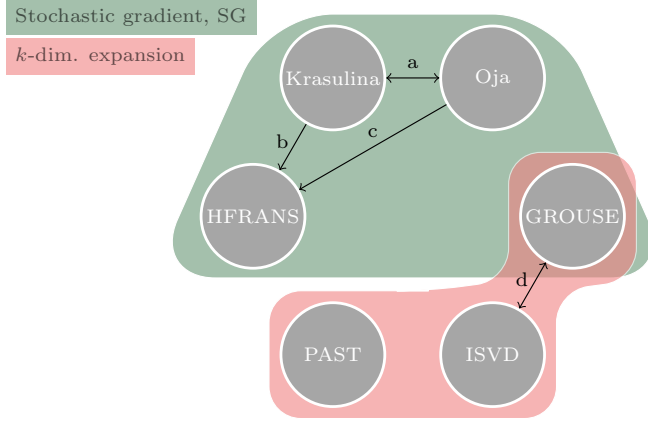 Stochastic gradient, SG
k-dim. expansion
Krasulina
a
Oja
b
c
HFRANS
GROUSE
d
PAST
ISVD